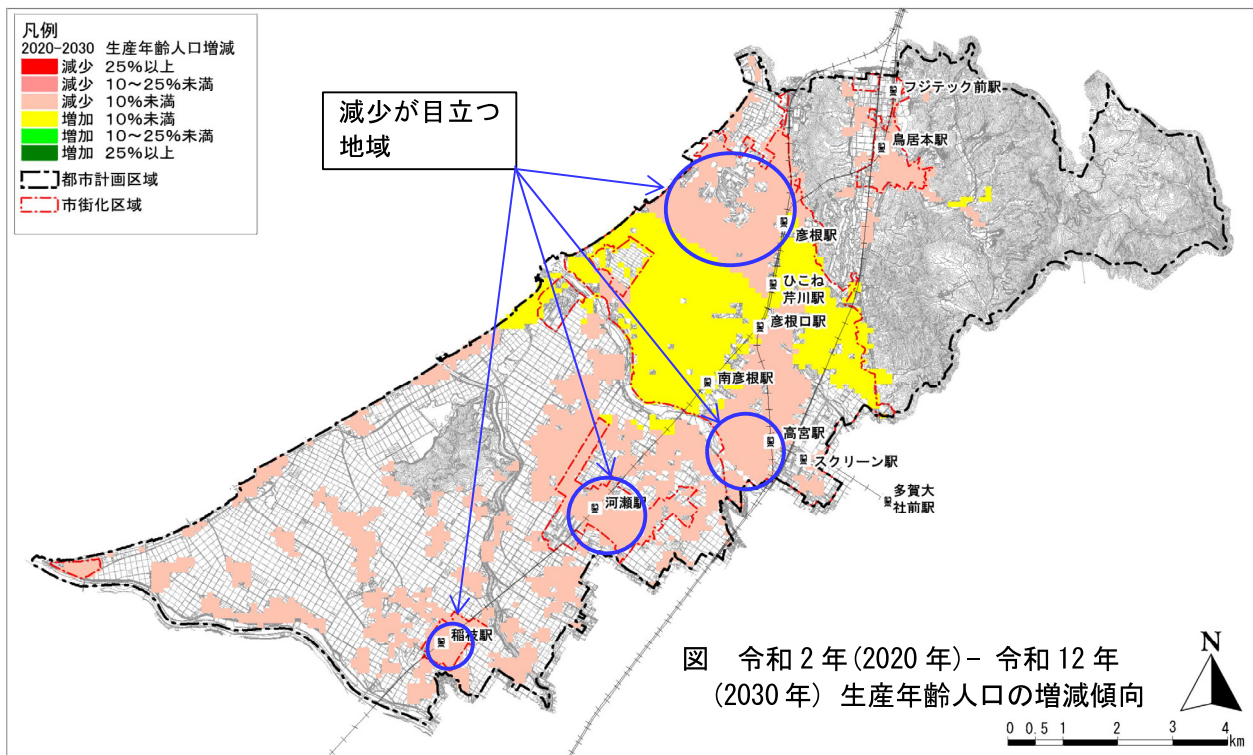 凡例
2020-2030 生産年齢人口増減
減少 25%以上
減少 10～25%未満
減少 10%未満
増加 10%未満
増加 10～25%未満
増加 25%以上
都市計画区域
市街化区域
減少が目立つ
地域
フジテック前駅
鳥居本駅
彦根駅
ひこね
芹川駅
彦根口駅
南彦根駅
高宮駅
スクリーン駅
多賀大
社前駅
河瀬駅
稲枝駅
図 令和2年(2020年)- 令和12年
(2030年) 生産年齢人口の増減傾向
N
0 0.5 1 2 3 4
km